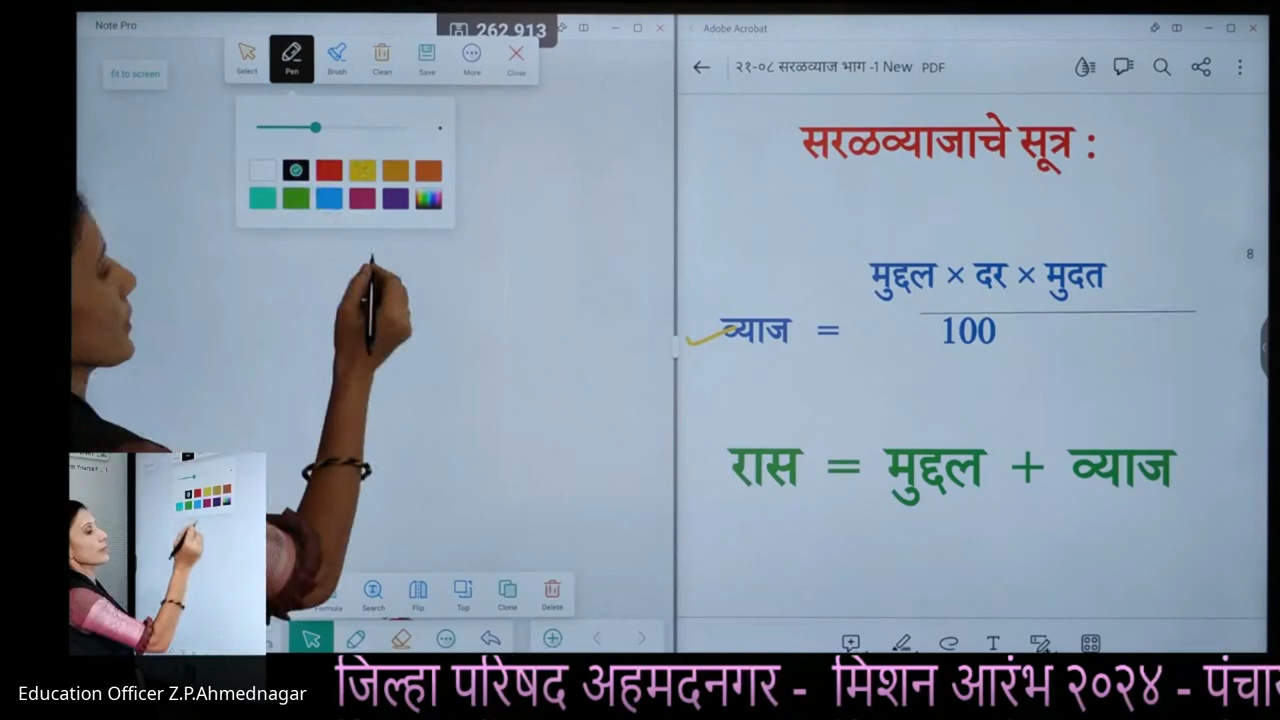 Note Pro
262,913
Adobe Acrobat
fit to screen
Select Pen Brush Clean Save More Close
२१-०८ सरळव्याज भाग -1 New PDF
सरळव्याजाचे सूत्र :
8
मुद्दल × दर × मुदत
व्याज =
100
रास = मुद्दल + व्याज
Search Flip Top Clone Delete
Education Officer Z.P.Ahmednagar
जिल्हा परिषद अहमदनगर - मिशन आरंभ २०२४ -